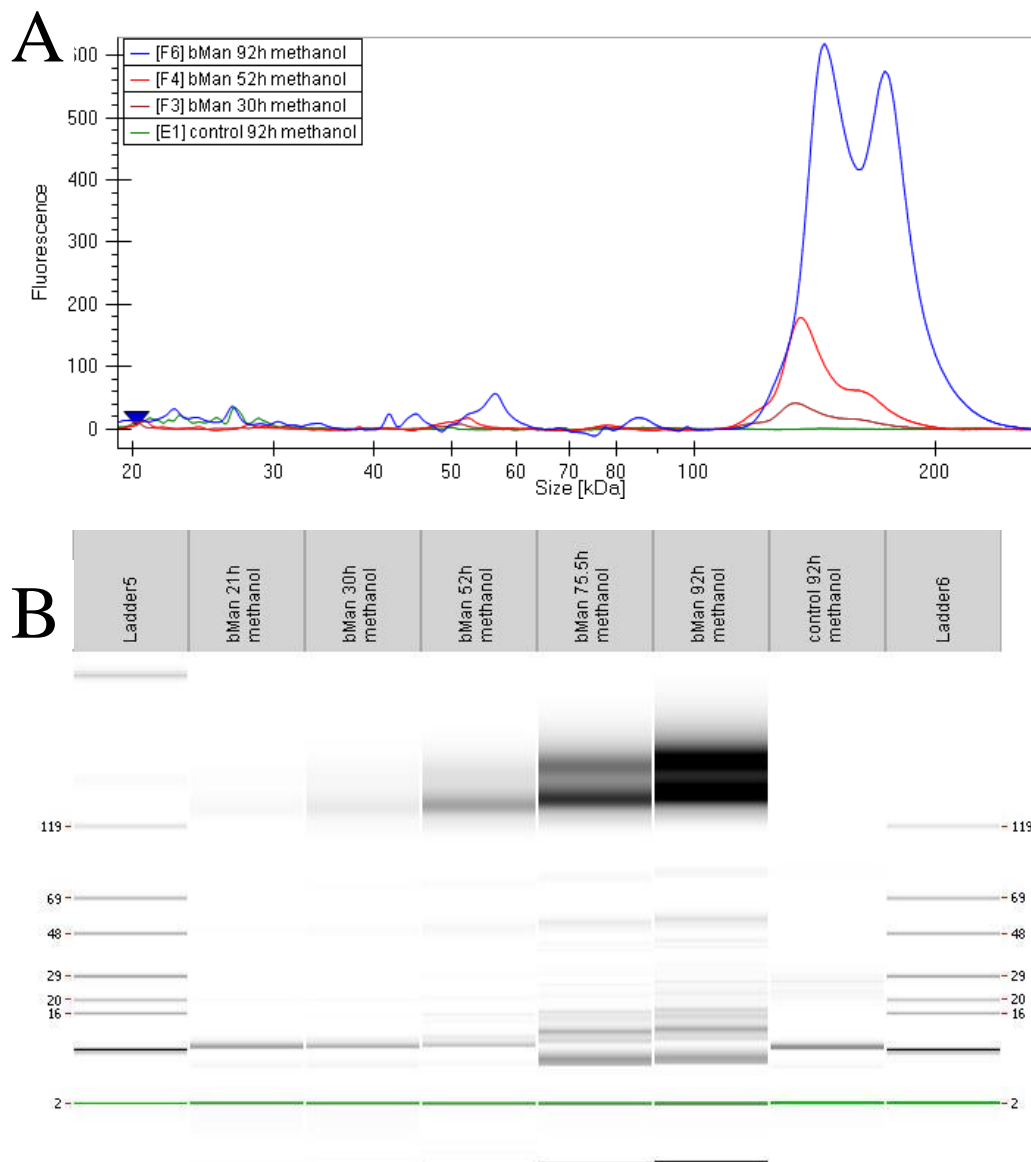 A
600
[F6] bMan 92h methanol
[F4] bMan 52h methanol
[F3] bMan 30h methanol
[E1] control 92h methanol
500
400
300
200
100
0
Fluorescence
20 30 40 50 60 70 80 100 200
Size [kDa]
B
Ladder5
bMan 21h
methanol
bMan 30h
methanol
bMan 52h
methanol
bMan 75.5h
methanol
bMan 92h
methanol
control 92h
methanol
Ladder6
119 119
69 69
48 48
29 29
20 20
16 16
2 2